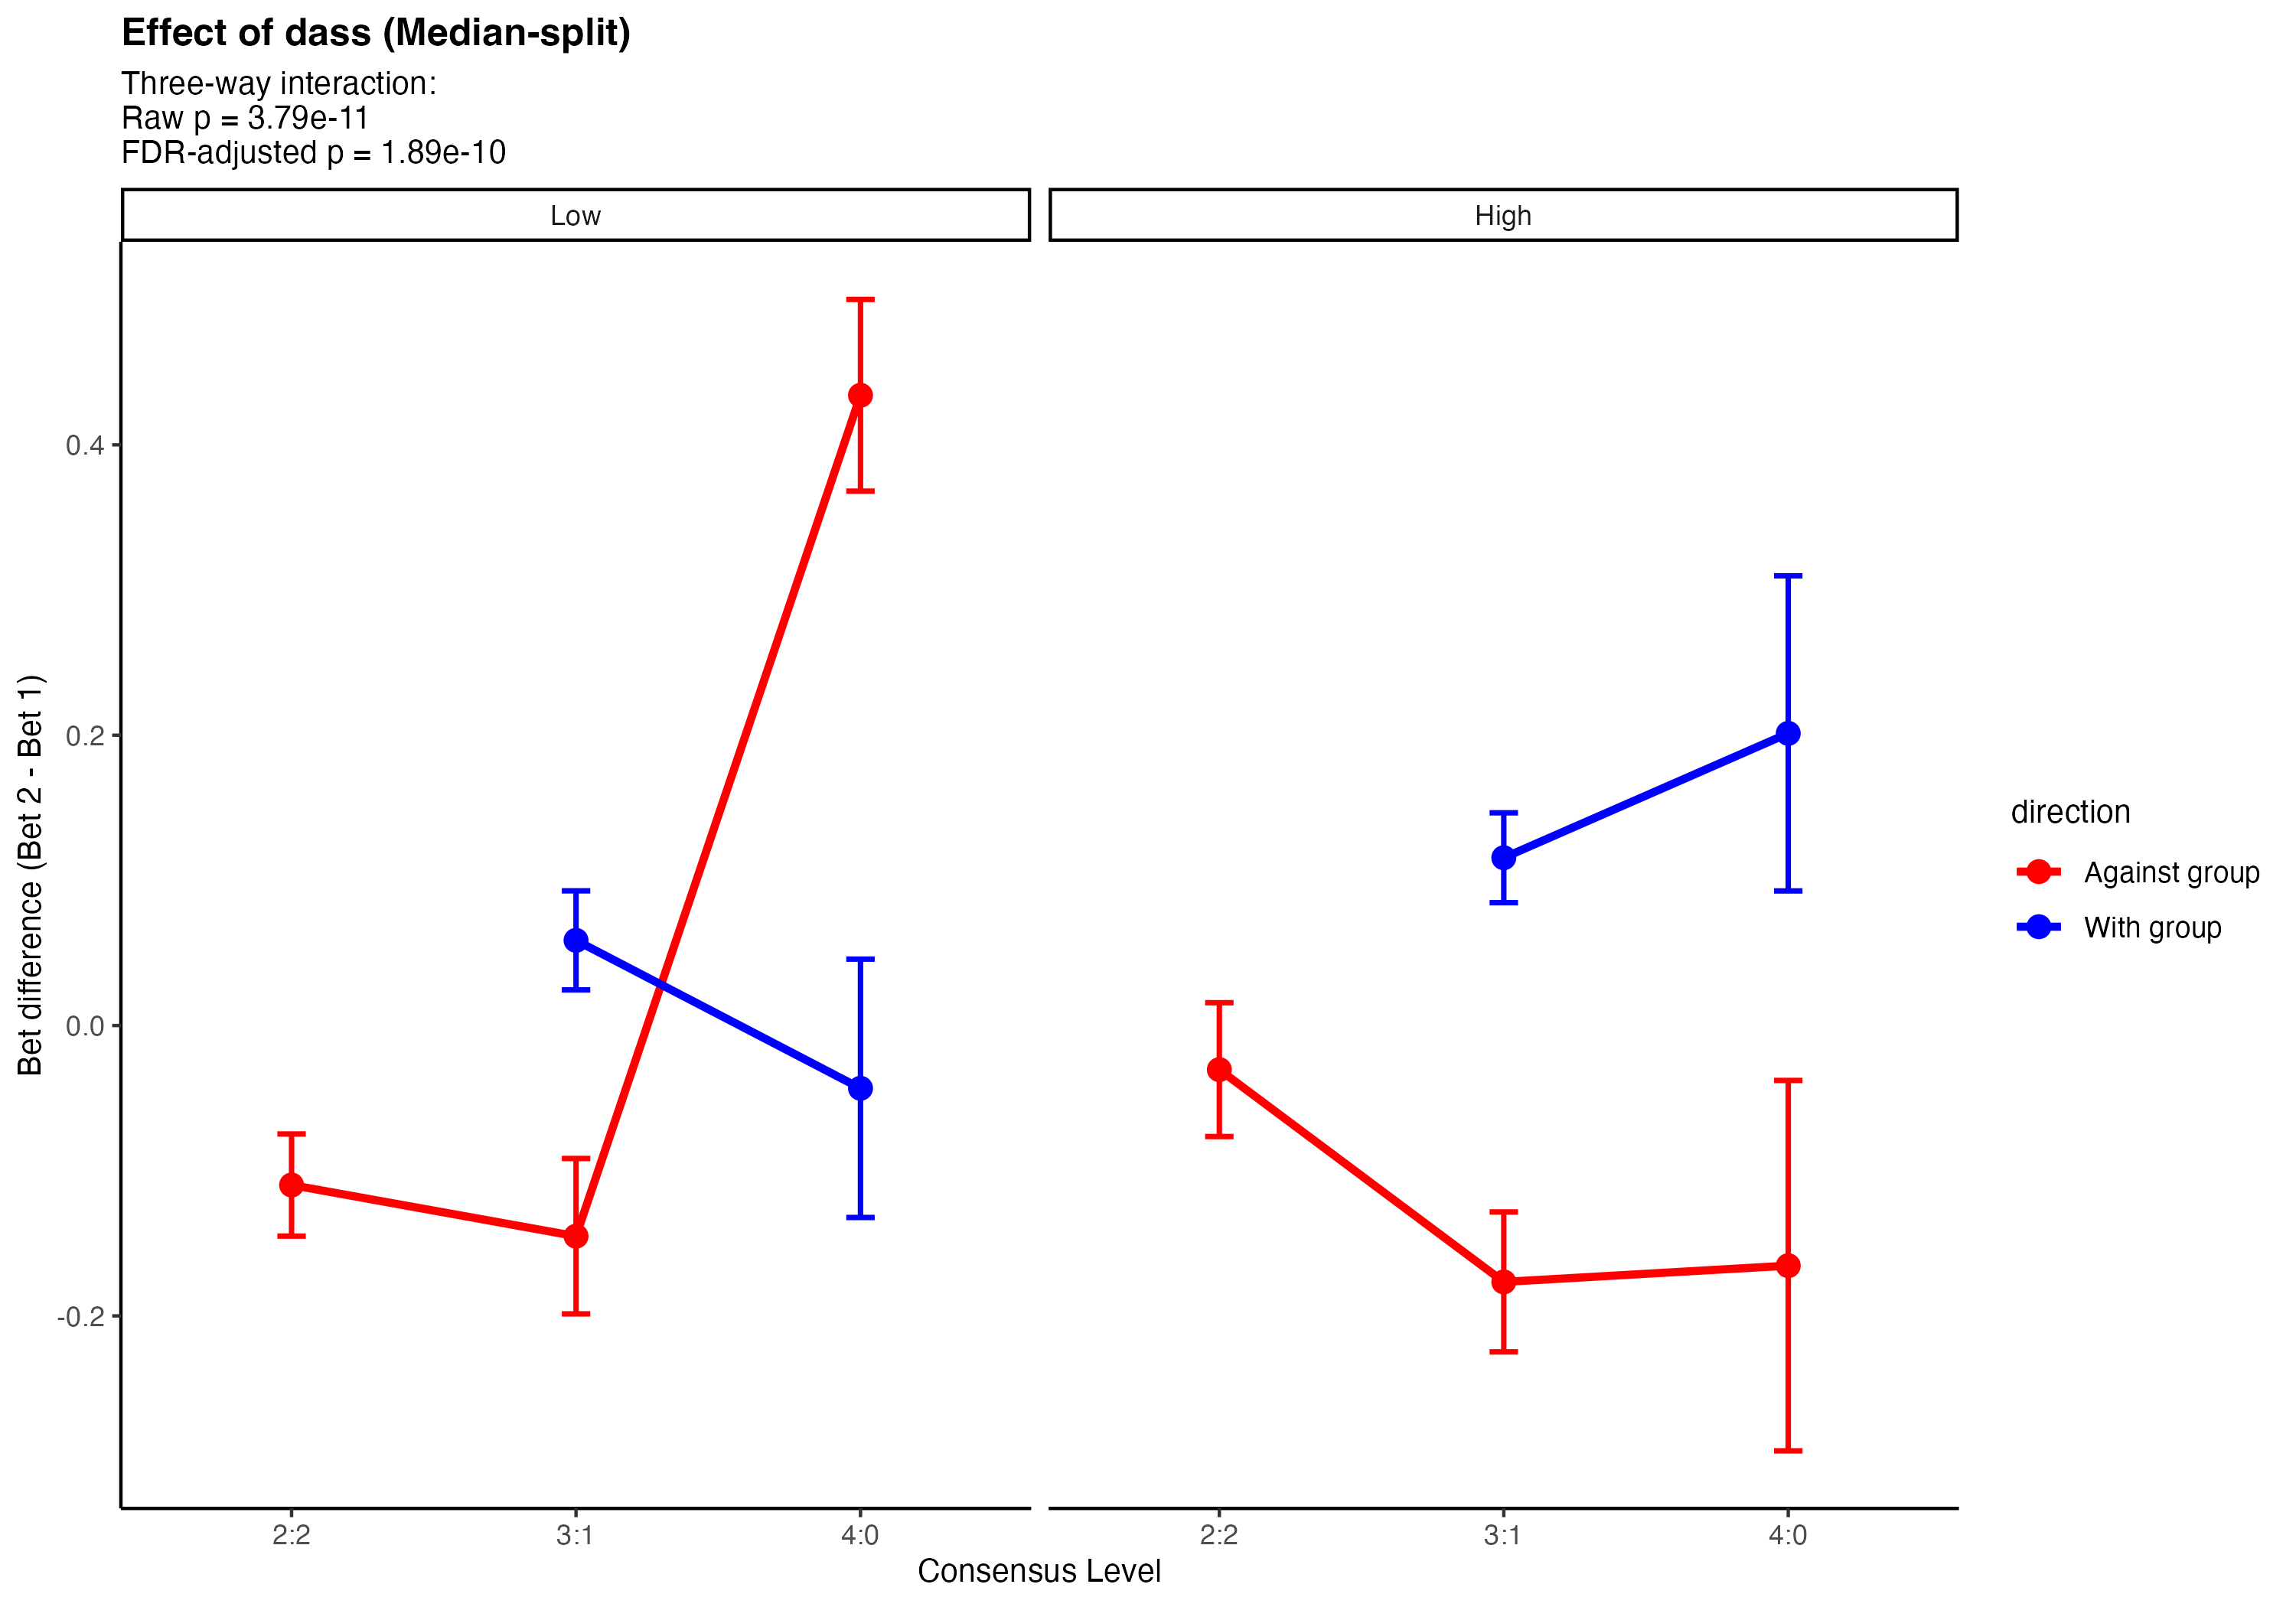 Effect of dass (Median-split)
Three-way interaction:
Raw p = 3.79e-11
FDR-adjusted p = 1.89e-10
Low
High
Bet difference (Bet 2 - Bet 1)
0.4
0.2
0.0
-0.2
2:2
3:1
4:0
2:2
3:1
4:0
Consensus Level
direction
Against group
With group